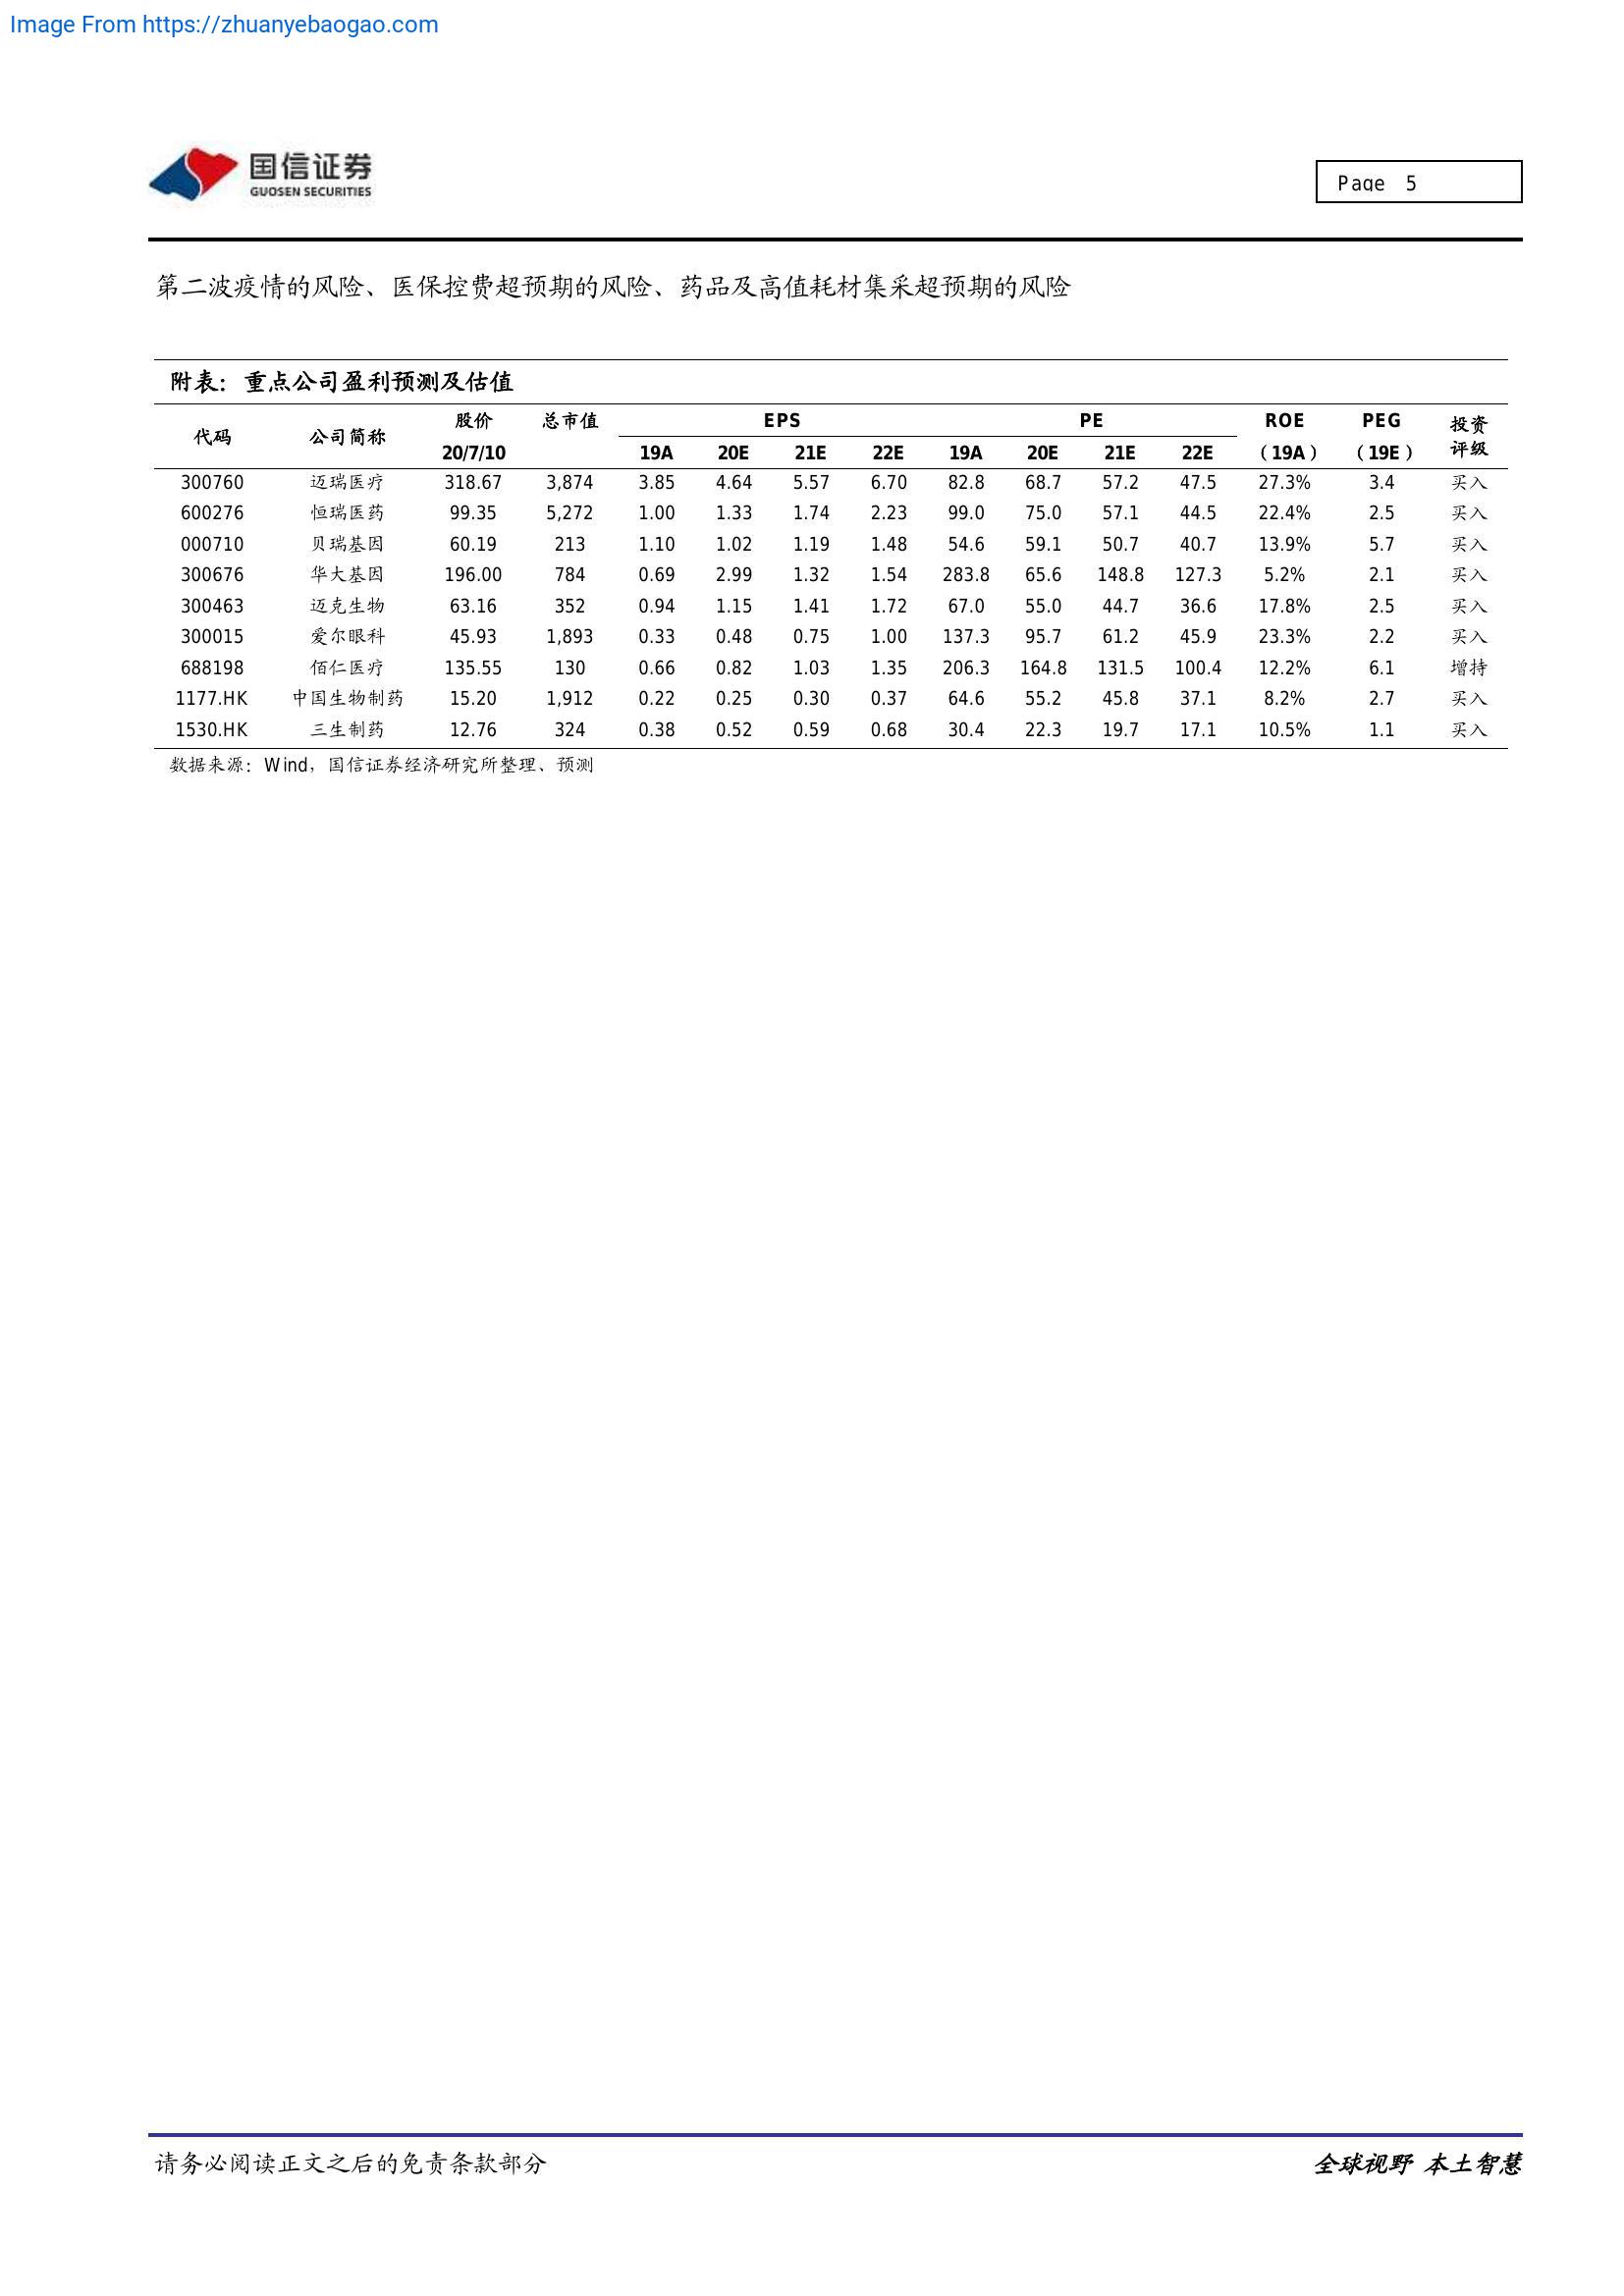 Image From https://zhuanyebaogao.com
国信证券
GUOSEN SECURITIES
Page 5
第二波疫情的风险、医保控费超预期的风险、药品及高值耗材集采超预期的风险
附表：重点公司盈利预测及估值
代码 公司简称 股价 总市值 EPS PE ROE PEG 投资
20/7/10 19A 20E 21E 22E 19A 20E 21E 22E （19A） （19E） 评级
300760 迈瑞医疗 318.67 3,874 3.85 4.64 5.57 6.70 82.8 68.7 57.2 47.5 27.3% 3.4 买入
600276 恒瑞医药 99.35 5,272 1.00 1.33 1.74 2.23 99.0 75.0 57.1 44.5 22.4% 2.5 买入
000710 贝瑞基因 60.19 213 1.10 1.02 1.19 1.48 54.6 59.1 50.7 40.7 13.9% 5.7 买入
300676 华大基因 196.00 784 0.69 2.99 1.32 1.54 283.8 65.6 148.8 127.3 5.2% 2.1 买入
300463 迈克生物 63.16 352 0.94 1.15 1.41 1.72 67.0 55.0 44.7 36.6 17.8% 2.5 买入
300015 爱尔眼科 45.93 1,893 0.33 0.48 0.75 1.00 137.3 95.7 61.2 45.9 23.3% 2.2 买入
688198 佰仁医疗 135.55 130 0.66 0.82 1.03 1.35 206.3 164.8 131.5 100.4 12.2% 6.1 增持
1177.HK 中国生物制药 15.20 1,912 0.22 0.25 0.30 0.37 64.6 55.2 45.8 37.1 8.2% 2.7 买入
1530.HK 三生制药 12.76 324 0.38 0.52 0.59 0.68 30.4 22.3 19.7 17.1 10.5% 1.1 买入
数据来源：Wind，国信证券经济研究所整理、预测
请务必阅读正文之后的免责条款部分 全球视野 本土智慧